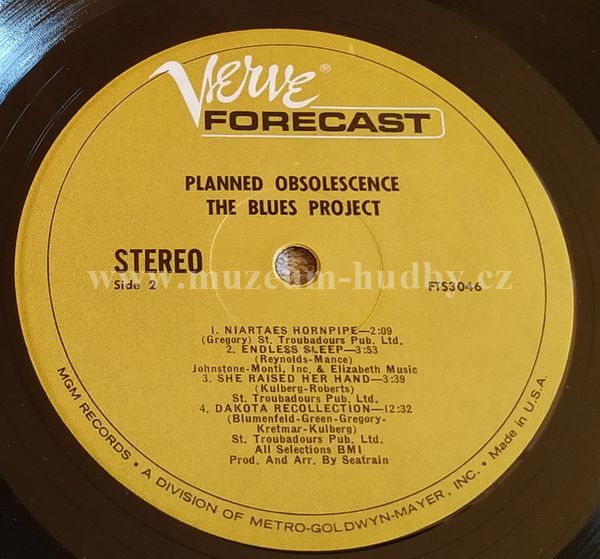 Verve®
FORECAST
PLANNED OBSOLESCENCE
THE BLUES PROJECT
STEREO
Side 2
FTS3046
www.muzeum-hudby.cz
1. NIARTAES HORNPIPE—2:09
(Gregory) St. Troubadours Pub. Ltd.
2. ENDLESS SLEEP—3:53
(Reynolds-Mance)
Johnstone-Monti, Inc. & Elizabeth Music
3. SHE RAISED HER HAND—3:39
(Kulberg-Roberts)
St. Troubadours Pub. Ltd.
4. DAKOTA RECOLLECTION—12:32
(Blumenfeld-Green-Gregory-
Kretmar-Kulberg)
St. Troubadours Pub. Ltd.
All Selections BMI
Prod. And Arr. By Seatrain
MGM RECORDS • A DIVISION OF METRO-GOLDWYN-MAYER, INC. • Made in U.S.A.